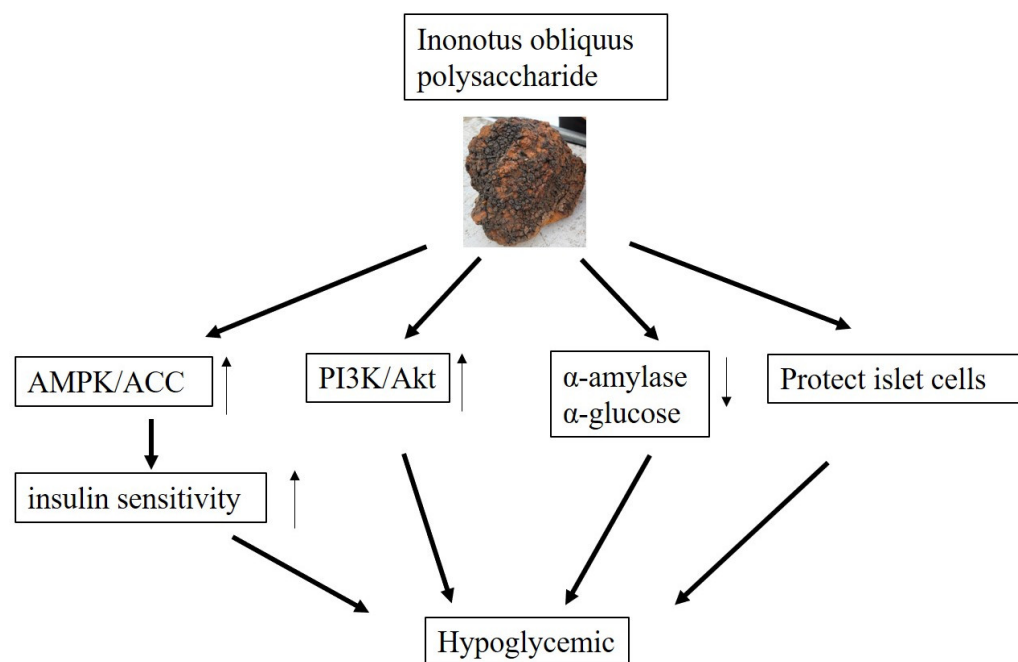 Inonotus obliquus
polysaccharide
AMPK/ACC
PI3K/Akt
α-amylase
α-glucose
Protect islet cells
insulin sensitivity
Hypoglycemic